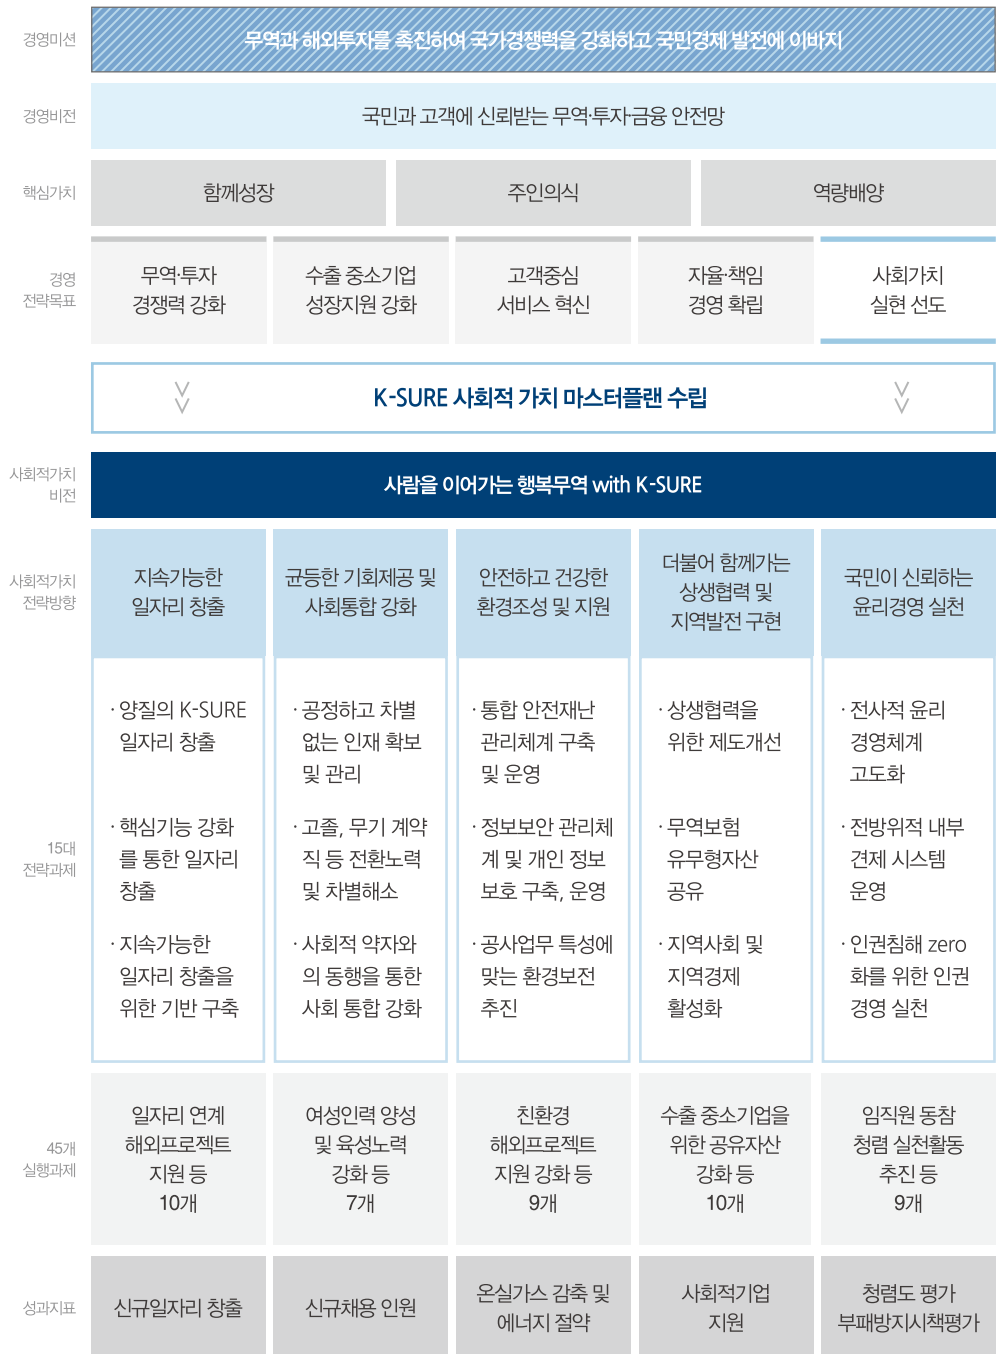 경영미션
무역과 해외투자를 촉진하여 국가경쟁력을 강화하고 국민경제 발전에 이바지
경영비전
국민과 고객에 신뢰받는 무역·투자·금융 안전망
핵심가치
함께성장
주인의식
역량배양
경영
전략목표
무역·투자
경쟁력 강화
수출 중소기업
성장지원 강화
고객중심
서비스 혁신
자율·책임
경영 확립
사회가치
실현 선도
K-SURE 사회적 가치 마스터플랜 수립
사회적가치
비전
사람을 이어가는 행복무역 with K-SURE
사회적가치
전략방향
지속가능한
일자리 창출
균등한 기회제공 및
사회통합 강화
안전하고 건강한
환경조성 및 지원
더불어 함께가는
상생협력 및
지역발전 구현
국민이 신뢰하는
윤리경영 실천
15대
전략과제
· 양질의 K-SURE
일자리 창출
· 핵심기능 강화
를 통한 일자리
창출
· 지속가능한
일자리 창출을
위한 기반 구축
· 공정하고 차별
없는 인재 확보
및 관리
· 고졸, 무기 계약
직 등 전환노력
및 차별해소
· 사회적 약자와
의 동행을 통한
사회 통합 강화
· 통합 안전재난
관리체계 구축
및 운영
· 정보보안 관리체
계 및 개인 정보
보호 구축, 운영
· 공사업무 특성에
맞는 환경보전
추진
· 상생협력을
위한 제도개선
· 무역보험
유무형자산
공유
· 지역사회 및
지역경제
활성화
· 전사적 윤리
경영체계
고도화
· 전방위적 내부
견제 시스템
운영
· 인권침해 zero
화를 위한 인권
경영 실천
45개
실행과제
일자리 연계
해외프로젝트
지원 등
10개
여성인력 양성
및 육성노력
강화 등
7개
친환경
해외프로젝트
지원 강화 등
9개
수출 중소기업을
위한 공유자산
강화 등
10개
임직원 동참
청렴 실천활동
추진 등
9개
성과지표
신규일자리 창출
신규채용 인원
온실가스 감축 및
에너지 절약
사회적기업
지원
청렴도 평가
부패방지시책평가